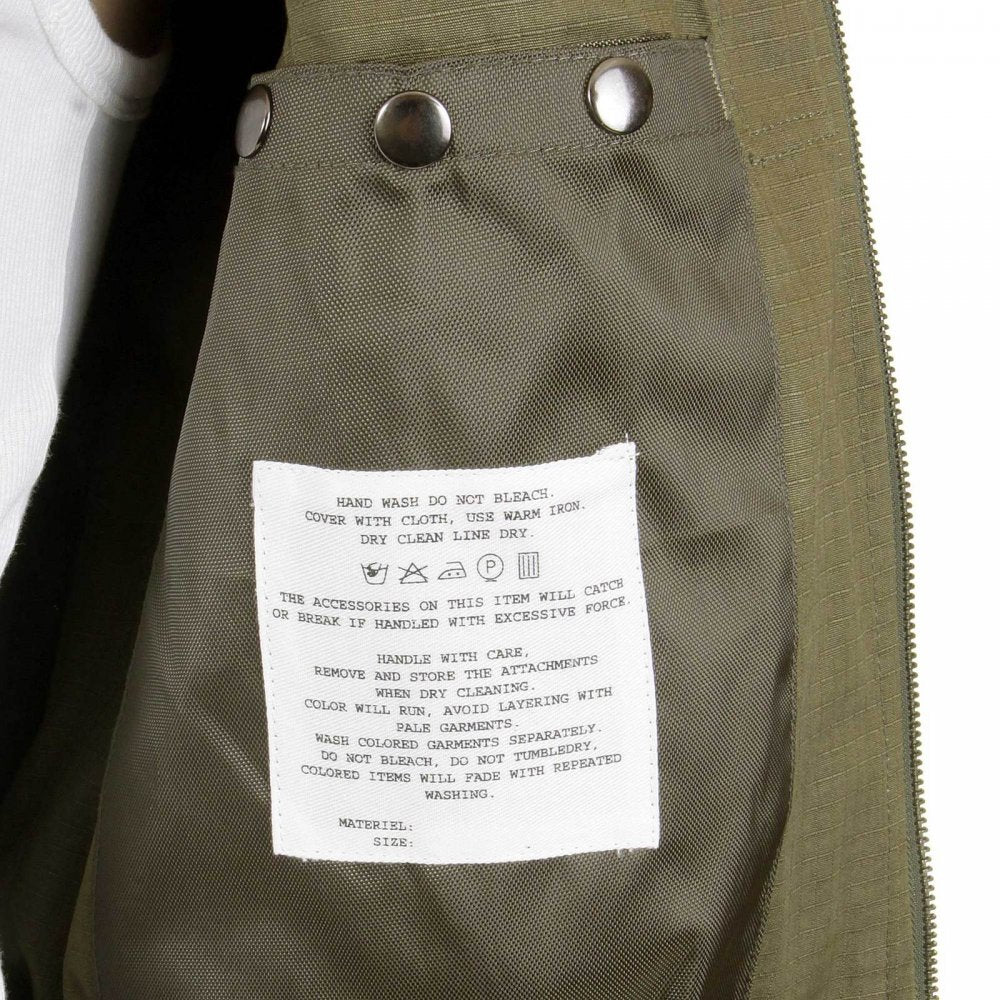 HAND WASH DO NOT BLEACH.
COVER WITH CLOTH, USE WARM IRON.
DRY CLEAN LINE DRY.
P
THE ACCESSORIES ON THIS ITEM WILL CATCH
OR BREAK IF HANDLED WITH EXCESSIVE FORCE.
HANDLE WITH CARE,
REMOVE AND STORE THE ATTACHMENTS
WHEN DRY CLEANING.
COLOR WILL RUN, AVOID LAYERING WITH
PALE GARMENTS.
WASH COLORED GARMENTS SEPARATELY.
DO NOT BLEACH, DO NOT TUMBLEDRY,
COLORED ITEMS WILL FADE WITH REPEATED
WASHING.
MATERIEL:
SIZE: